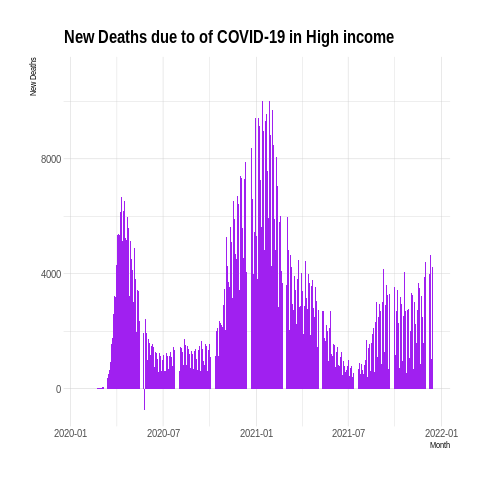 New Deaths due to of COVID-19 in High income
New Deaths
8000
4000
0
2020-01 2020-07 2021-01 2021-07 2022-01
Month